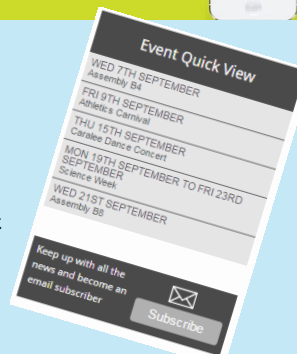 Event Quick View
WED 7TH SEPTEMBER
Assembly B4
FRI 9TH SEPTEMBER
Athletics Carnival
THU 15TH SEPTEMBER
Caralee Dance Concert
MON 19TH SEPTEMBER TO FRI 23RD
SEPTEMBER
Science Week
WED 21ST SEPTEMBER
Assembly B8
Keep up with all the
news and become an
email subscriber
Subscribe